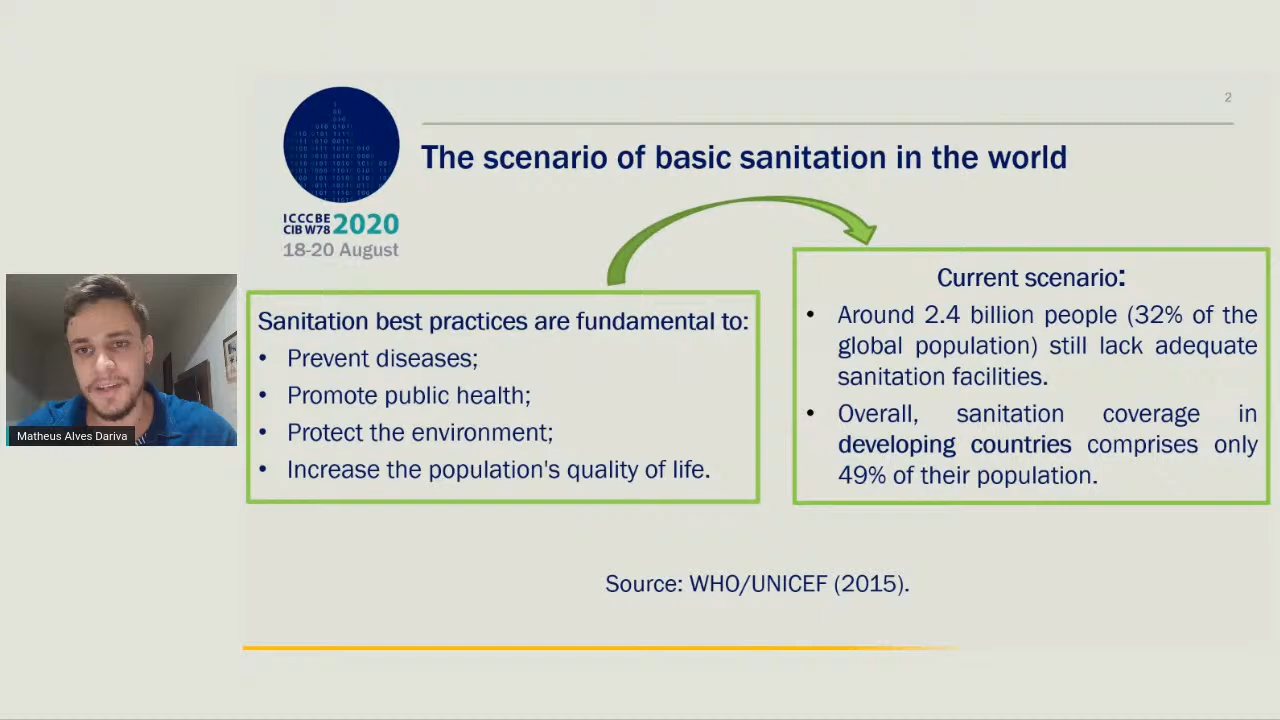 2
The scenario of basic sanitation in the world
ICCCBE
CIB W78 2020
18-20 August
Sanitation best practices are fundamental to:
• Prevent diseases;
• Promote public health;
• Protect the environment;
• Increase the population's quality of life.
Current scenario:
• Around 2.4 billion people (32% of the
global population) still lack adequate
sanitation facilities.
• Overall, sanitation coverage in
developing countries comprises only
49% of their population.
Matheus Alves Dariva
Source: WHO/UNICEF (2015).